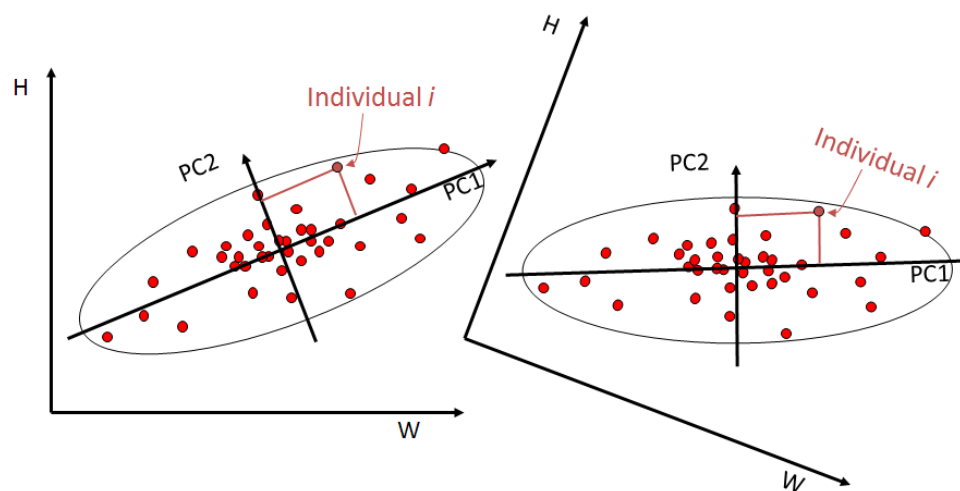 H
Individual i
PC2
PC1
W
H
Individual i
PC2
PC1
W